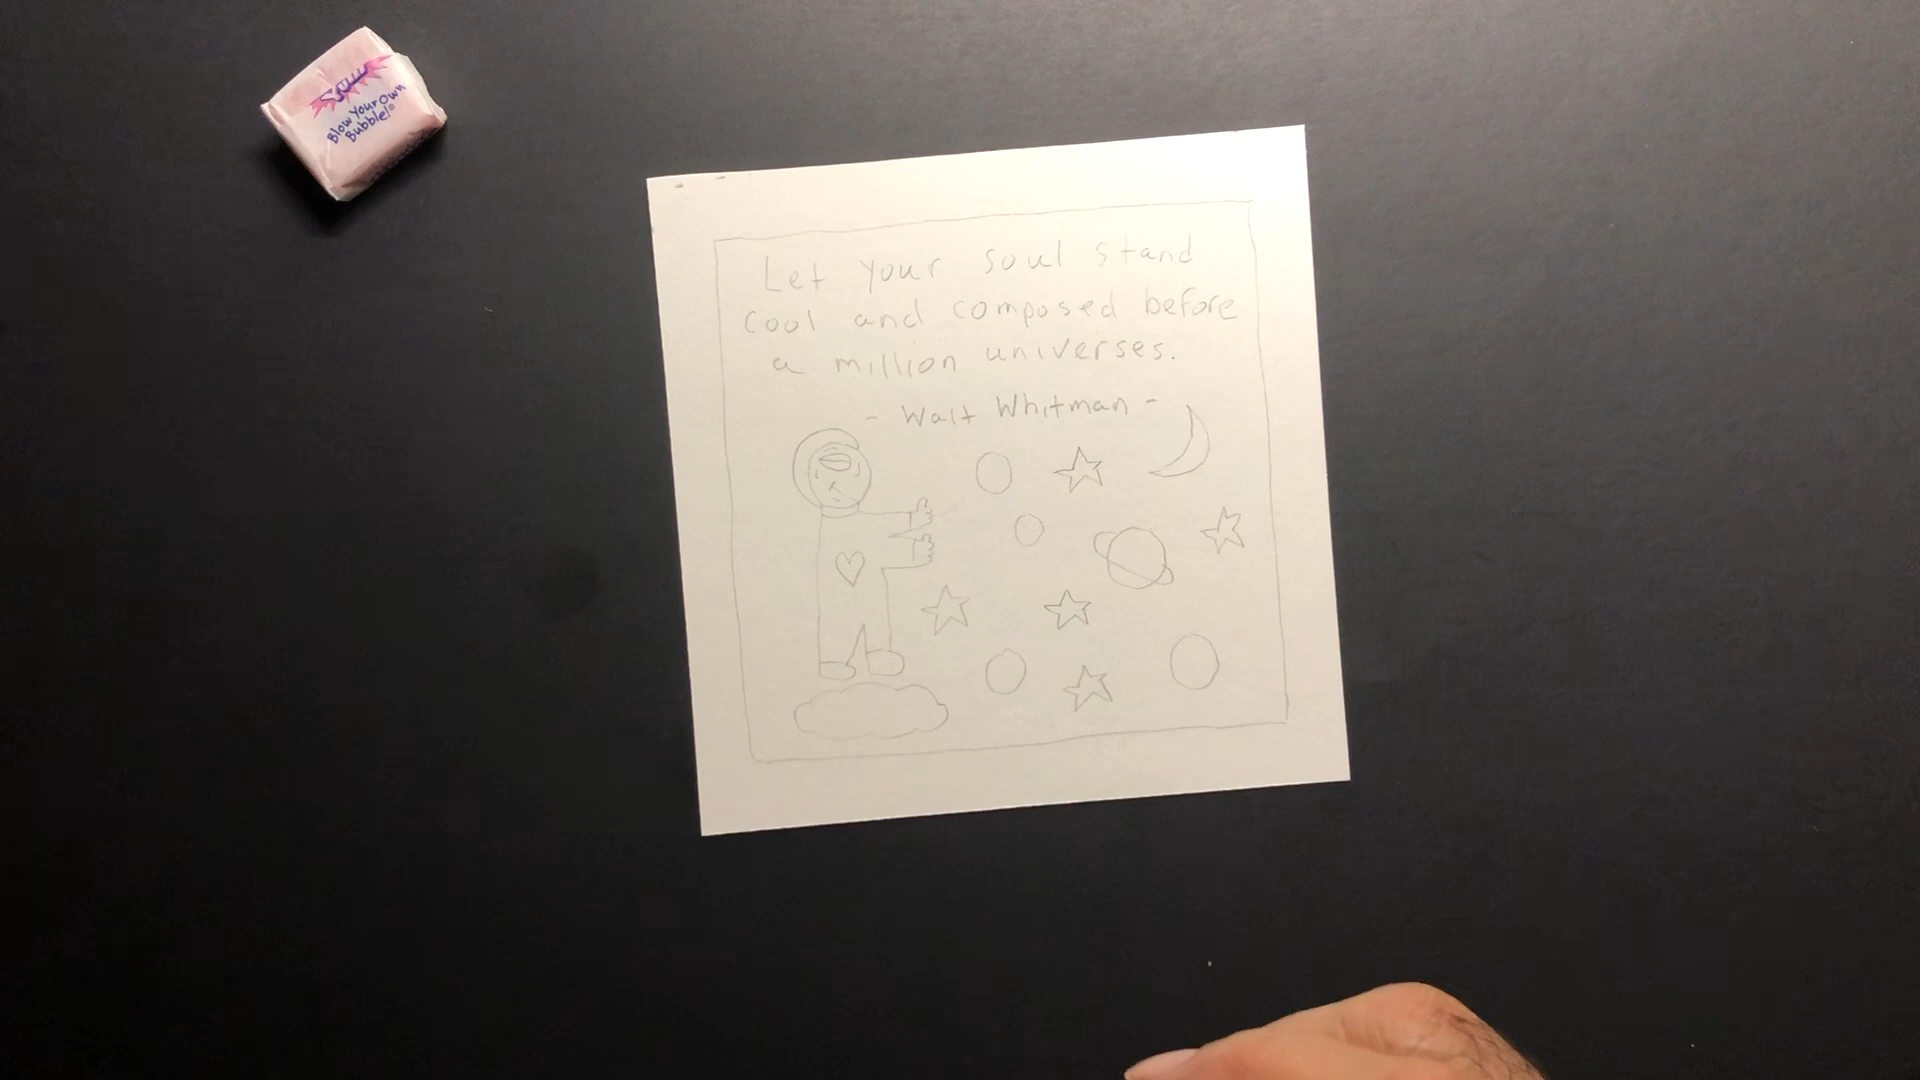 Blow Your Own
Bubble!®
Let your soul stand
cool and composed before
a million universes.
- Walt Whitman -